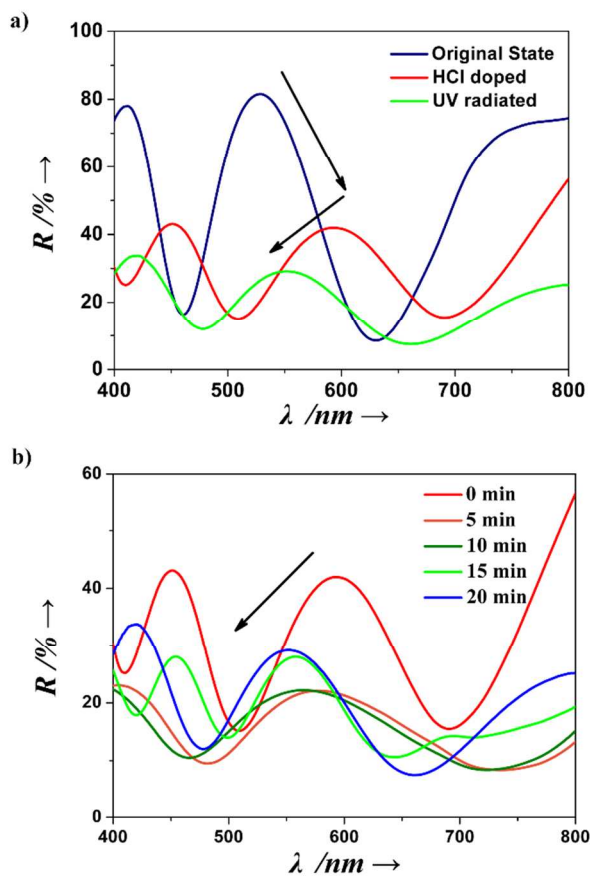 a)
100
80
60
40
20
0
R /% →
Original State
HCl doped
UV radiated
400 500 600 700 800
λ /nm →
b)
60
40
20
0
R /% →
0 min
5 min
10 min
15 min
20 min
400 500 600 700 800
λ /nm →